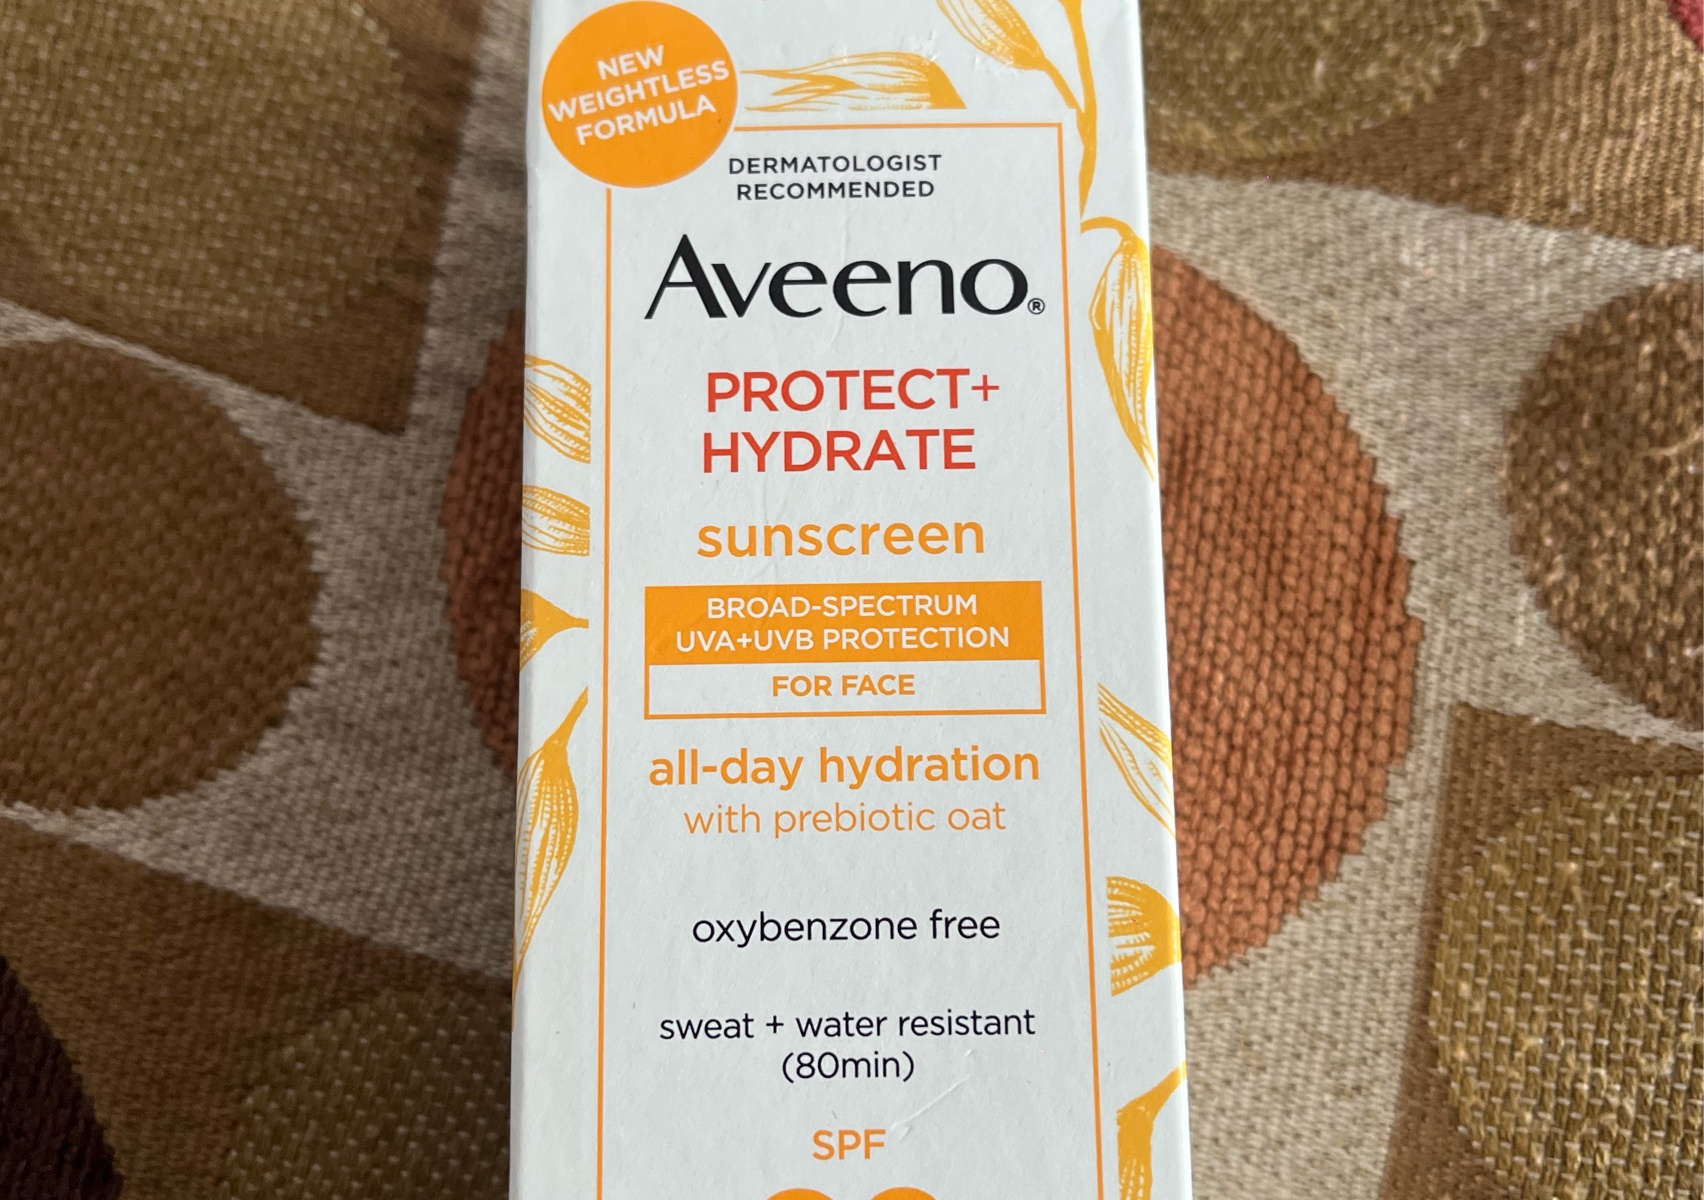 NEW
WEIGHTLESS
FORMULA
DERMATOLOGIST
RECOMMENDED
Aveeno®
PROTECT+
HYDRATE
sunscreen
BROAD-SPECTRUM
UVA+UVB PROTECTION
FOR FACE
all-day hydration
with prebiotic oat
oxybenzone free
sweat + water resistant
(80min)
SPF